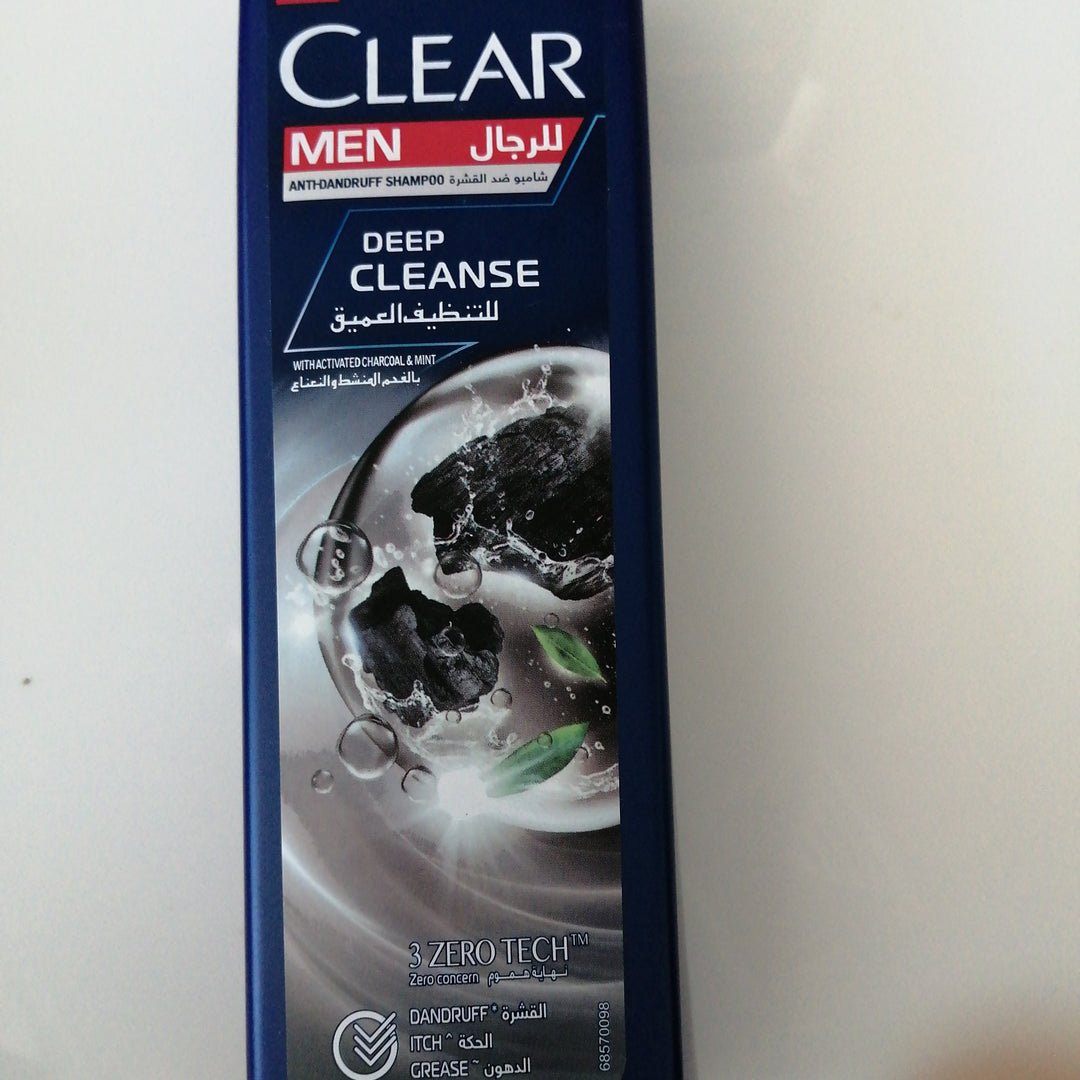 CLEAR
MEN للرجال
ANTI-DANDRUFF SHAMPOO شامبو ضد القشرة
DEEP
CLEANSE
للتنظيف العميق
WITH ACTIVATED CHARCOAL & MINT
بالفحم المنشط والنعناع
3 ZERO TECH™
Zero concern نهاية هموم
DANDRUFF* القشرة
ITCH^ الحكة
GREASE~ الدهون
68570098